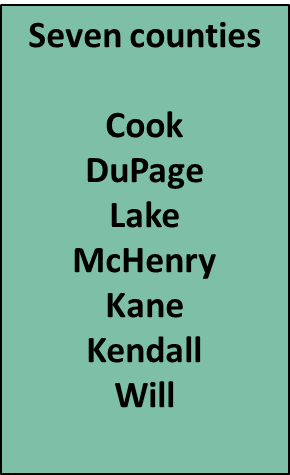 Seven counties
Cook
DuPage
Lake
McHenry
Kane
Kendall
Will